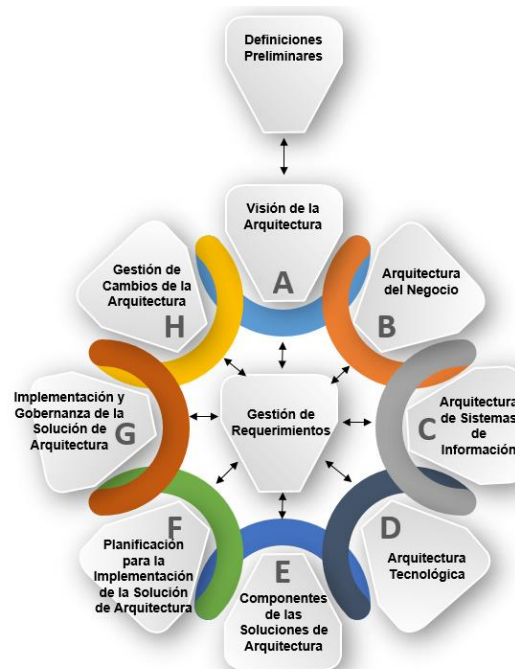 Definiciones
Preliminares
Visión de la
Arquitectura
A
Gestión de
Cambios de la
Arquitectura
H
Arquitectura
del Negocio
B
Implementación y
Gobernanza de la
Solución de
Arquitectura
G
Gestión de
Requerimientos
Arquitectura
de Sistemas
de
Información
C
F
Planificación
para la
Implementación
de la Solución
de Arquitectura
E
Componentes
de las
Soluciones de
Arquitectura
D
Arquitectura
Tecnológica